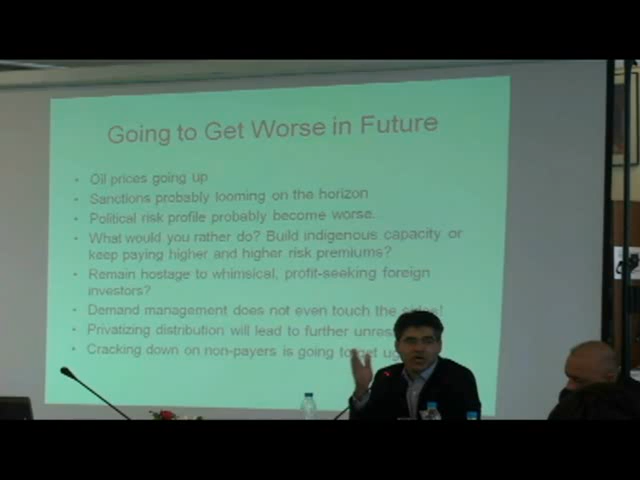 Going to Get Worse in Future
• Oil prices going up
• Sanctions probably looming on the horizon
• Political risk profile probably become worse..
• What would you rather do? Build indigenous capacity or
keep paying higher and higher risk premiums?
• Remain hostage to whimsical, profit-seeking foreign
investors?
• Demand management does not even touch the
• Privatizing distribution will lead to further
• Cracking down on non-payers is going to get